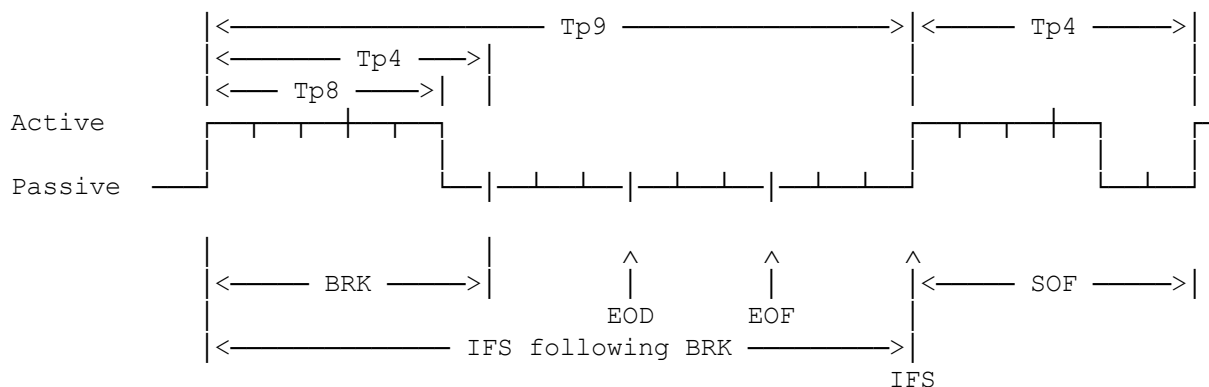 Tp9 Tp4
Tp4
Tp8
Active
Passive
BRK SOF
EOD EOF
IFS following BRK
IFS